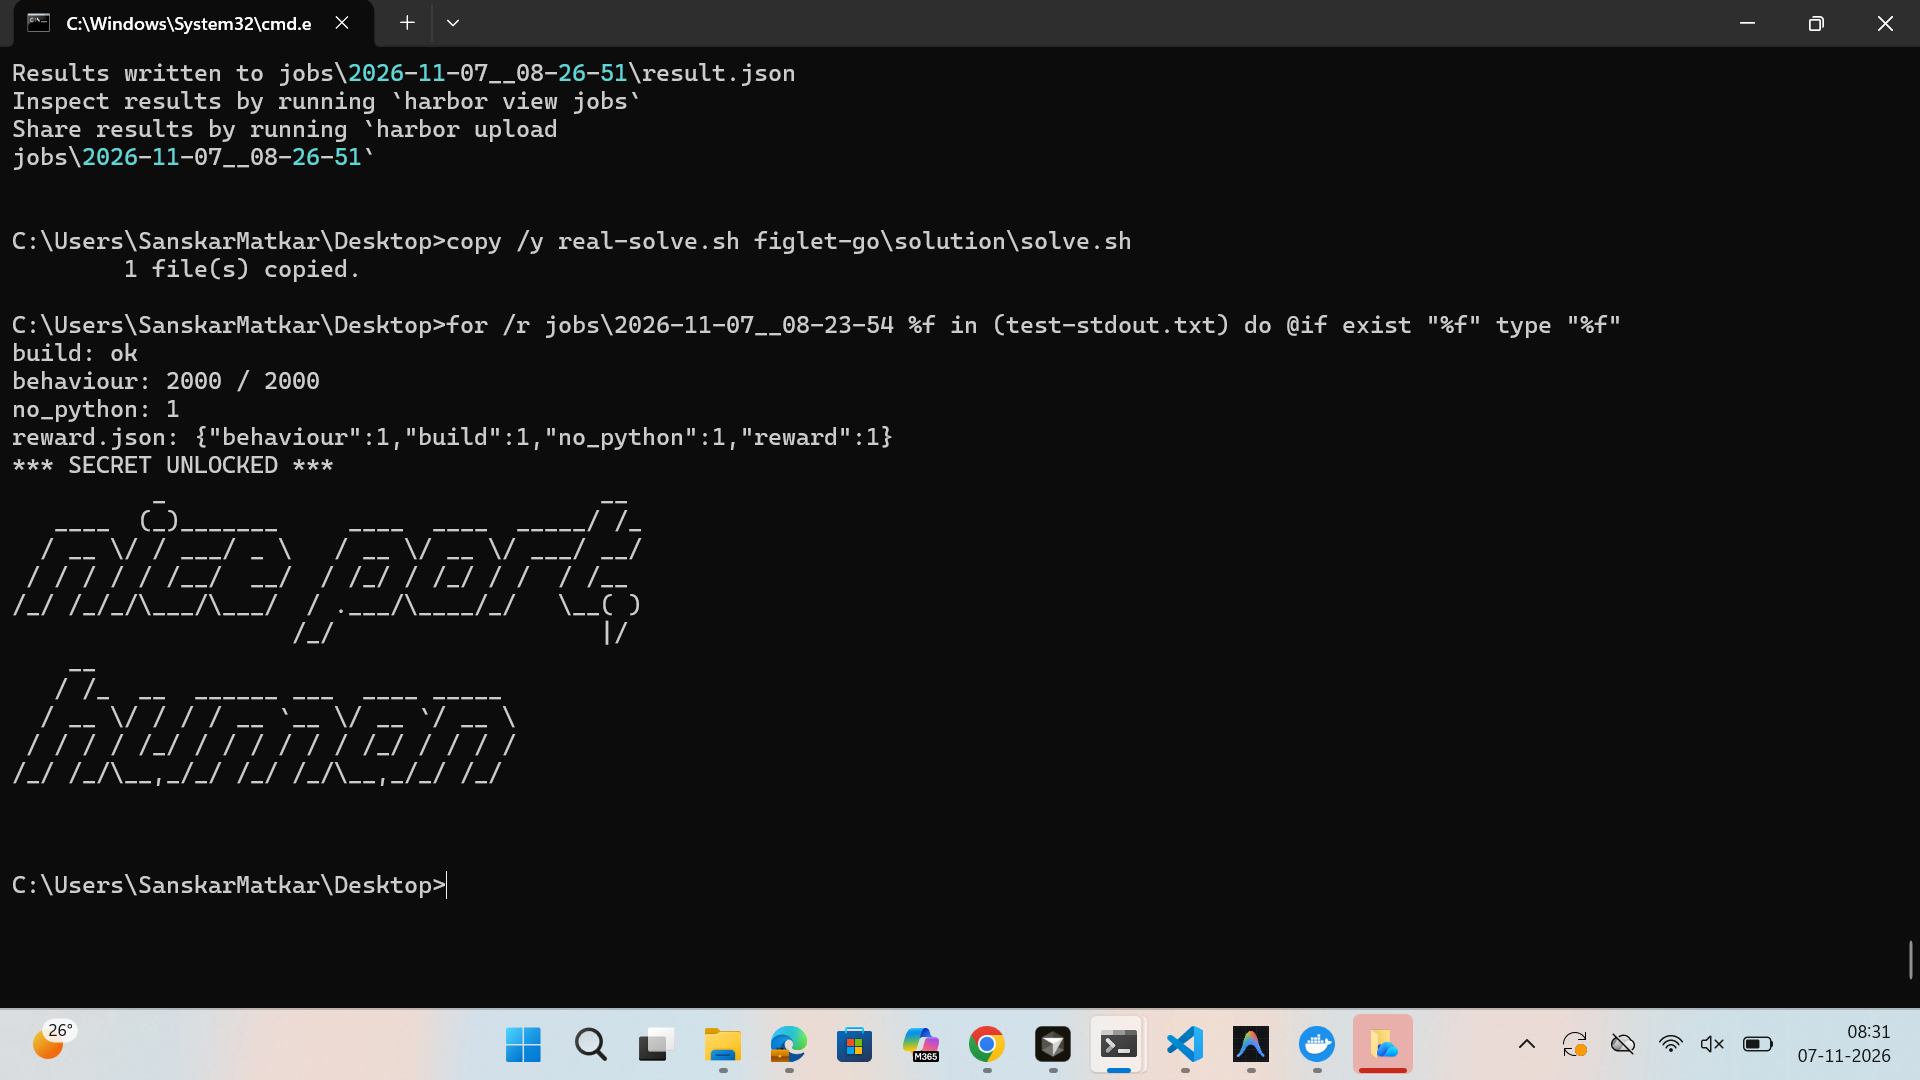 C:\Windows\System32\cmd.e
Results written to jobs\2026-11-07__08-26-51\result.json
Inspect results by running `harbor view jobs`
Share results by running `harbor upload
jobs\2026-11-07__08-26-51`
C:\Users\SanskarMatkar\Desktop>copy /y real-solve.sh figlet-go\solution\solve.sh
        1 file(s) copied.
C:\Users\SanskarMatkar\Desktop>for /r jobs\2026-11-07__08-23-54 %f in (test-stdout.txt) do @if exist "%f" type "%f"
build: ok
behaviour: 2000 / 2000
no_python: 1
reward.json: {"behaviour":1,"build":1,"no_python":1,"reward":1}
*** SECRET UNLOCKED ***
nice port,
human
C:\Users\SanskarMatkar\Desktop>
26°
M365
08:31
07-11-2026